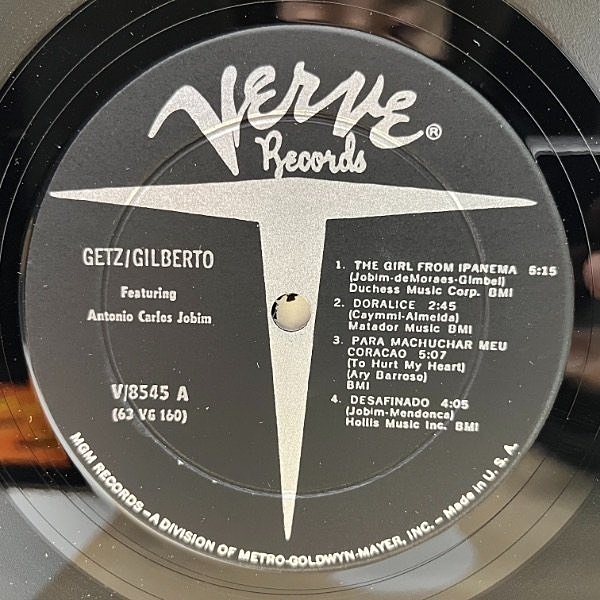 VERVE®
Records
GETZ/GILBERTO
Featuring
Antonio Carlos Jobim
V/8545 A
(63 VG 160)
1. THE GIRL FROM IPANEMA 5:15
(Jobim-deMoraes-Gimbel)
Duchess Music Corp. BMI
2. DORALICE 2:45
(Caymmi-Almeida)
Matador Music BMI
3. PARA MACHUCHAR MEU
CORACAO 5:07
(To Hurt My Heart)
(Ary Barroso)
BMI
4. DESAFINADO 4:05
(Jobim-Mendonca)
Hollis Music Inc. BMI
MGM RECORDS—A DIVISION OF METRO-GOLDWYN-MAYER, INC.—Made in U. S. A.